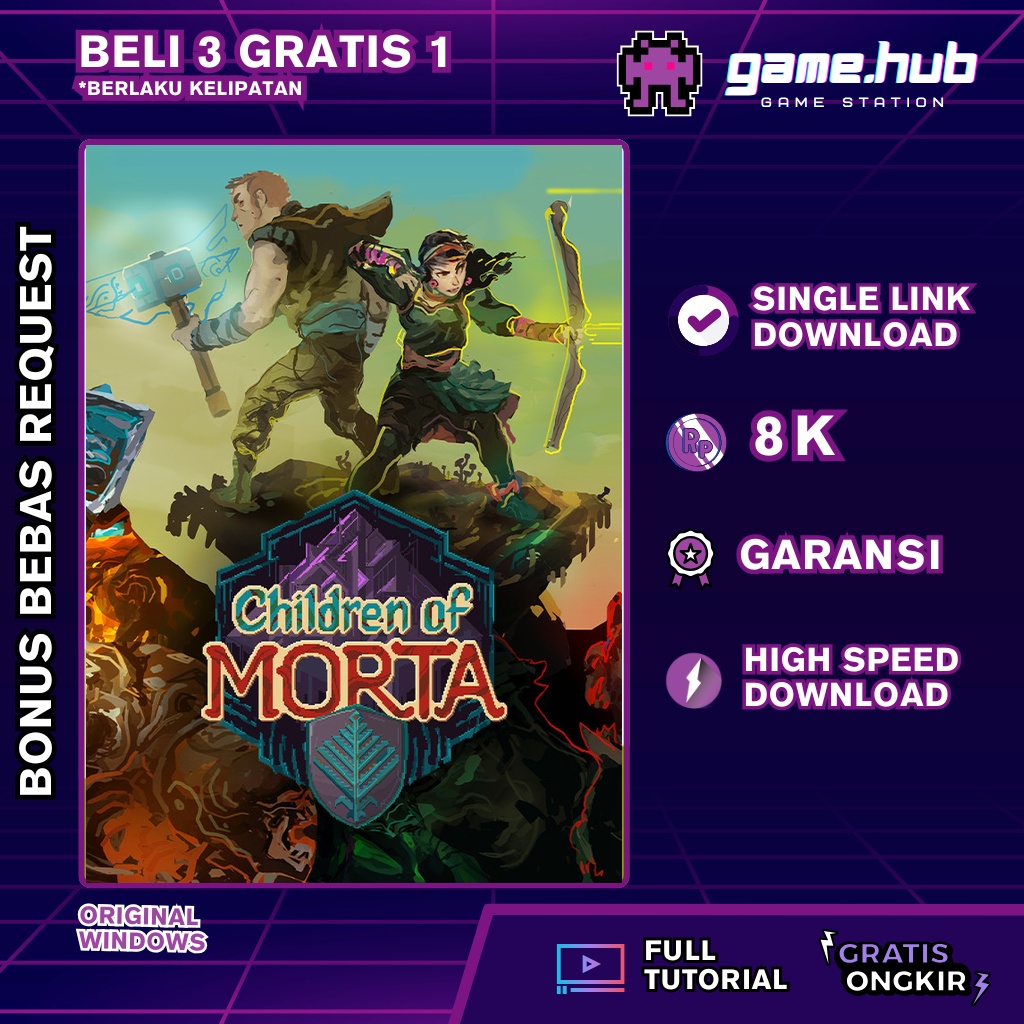 BELI 3 GRATIS 1
*BERLAKU KELIPATAN
game.hub
GAME STATION
BONUS BEBAS REQUEST
SINGLE LINK
DOWNLOAD
Rp
8K
GARANSI
HIGH SPEED
DOWNLOAD
Children of
MORTA
ORIGINAL
WINDOWS
FULL
TUTORIAL
GRATIS
ONGKIR